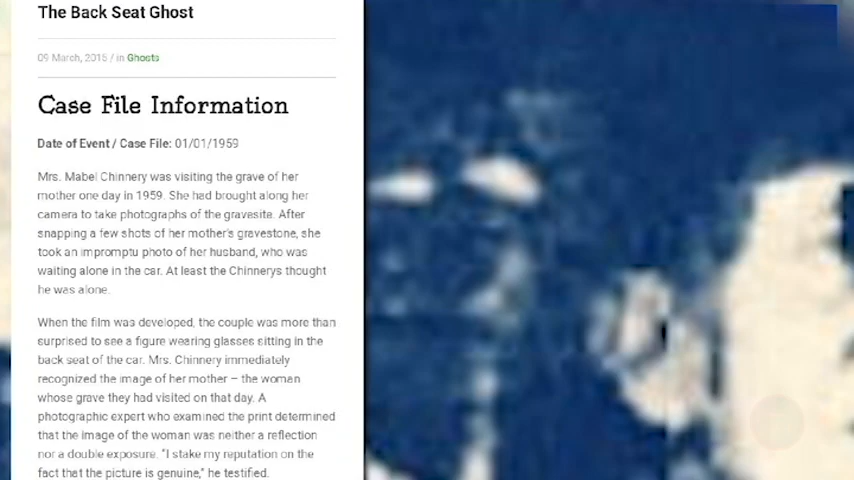 The Back Seat Ghost
09 March, 2015 / in Ghosts
Case File Information
Date of Event / Case File: 01/01/1959
Mrs. Mabel Chinnery was visiting the grave of her
mother one day in 1959. She had brought along her
camera to take photographs of the gravesite. After
snapping a few shots of her mother's gravestone, she
took an impromptu photo of her husband, who was
waiting alone in the car. At least the Chinnerys thought
he was alone.
When the film was developed, the couple was more than
surprised to see a figure wearing glasses sitting in the
back seat of the car. Mrs. Chinnery immediately
recognized the image of her mother – the woman
whose grave they had visited on that day. A
photographic expert who examined the print determined
that the image of the woman was neither a reflection
nor a double exposure. "I stake my reputation on the
fact that the picture is genuine," he testified.